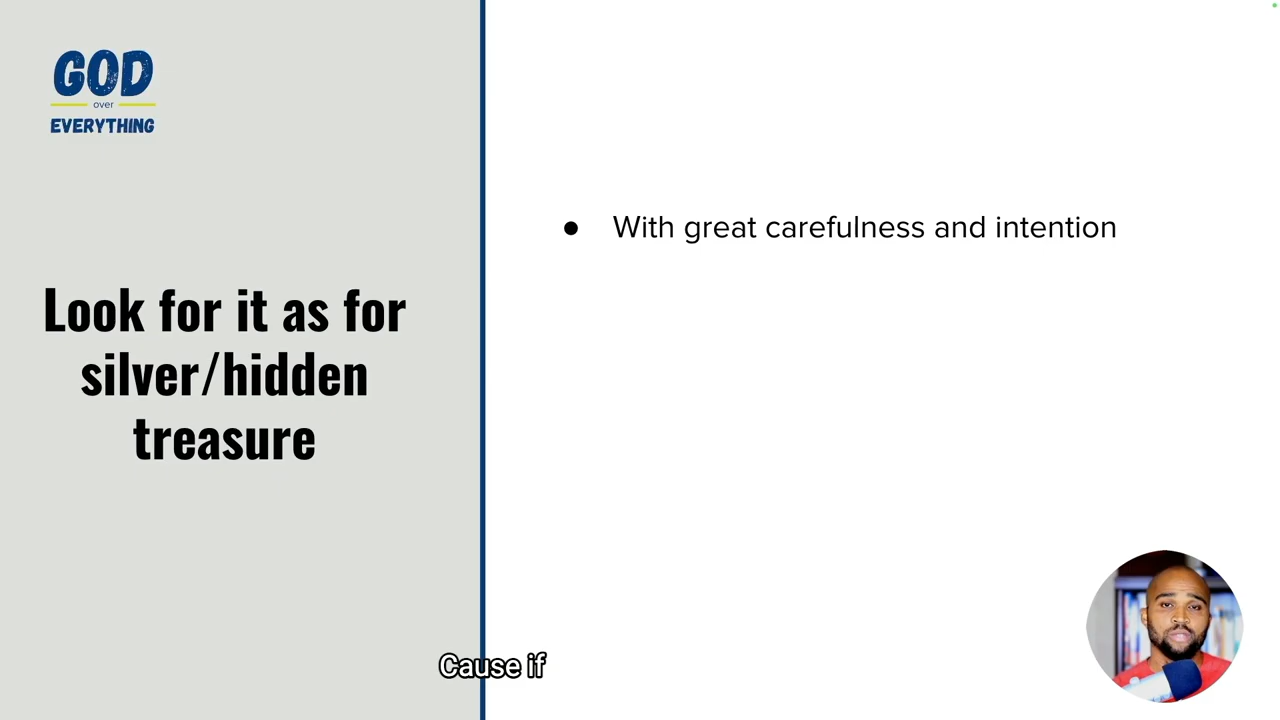 GOD
over
EVERYTHING
Look for it as for
silver/hidden
treasure
● With great carefulness and intention
Cause if